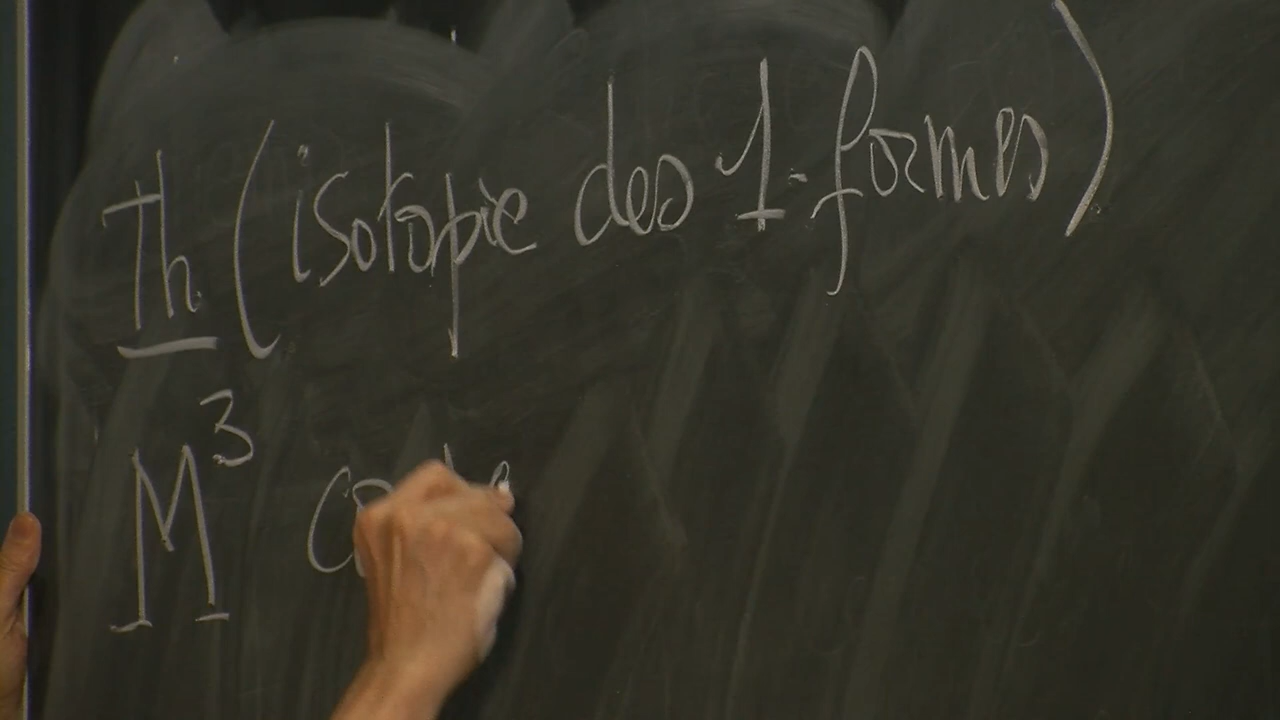 Th (isotopie des 1-formes)
M³